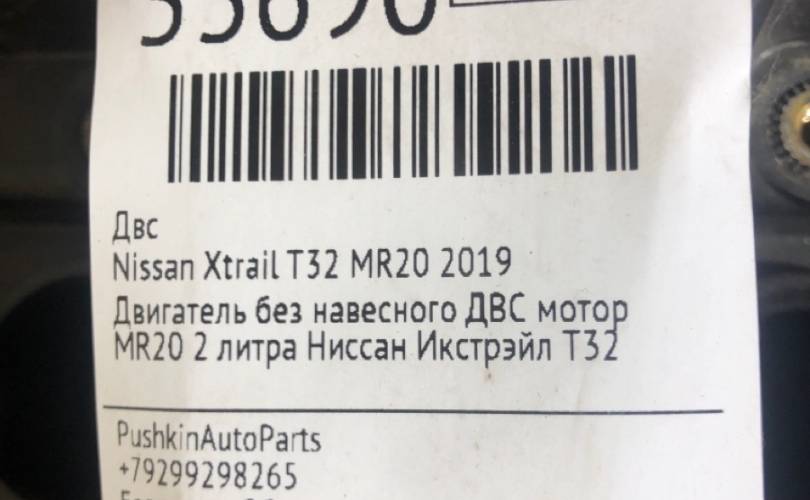 Двс
Nissan Xtrail T32 MR20 2019
Двигатель без навесного ДВС мотор
MR20 2 литра Ниссан Икстрэйл Т32
PushkinAutoParts
+79299298265